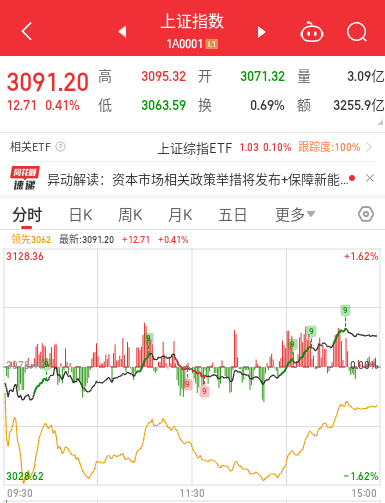 上证指数
1A0001 L1
3091.20 高 3095.32 开 3071.32 量 3.09亿
12.71 0.41% 低 3063.59 换 0.69% 额 3255.9亿
相关ETF ? 上证综指ETF 1.03 0.10% 跟踪度:100%
同花顺
速递
异动解读：资本市场相关政策举措将发布+保障新能...
分时 日K 周K 月K 五日 更多
领先3062 最新:3091.20 +12.71 +0.41%
3128.36 +1.62%
9 9 9 9 9
0.00%
9 9
3028.62 -1.62%
09:30 11:30 15:00